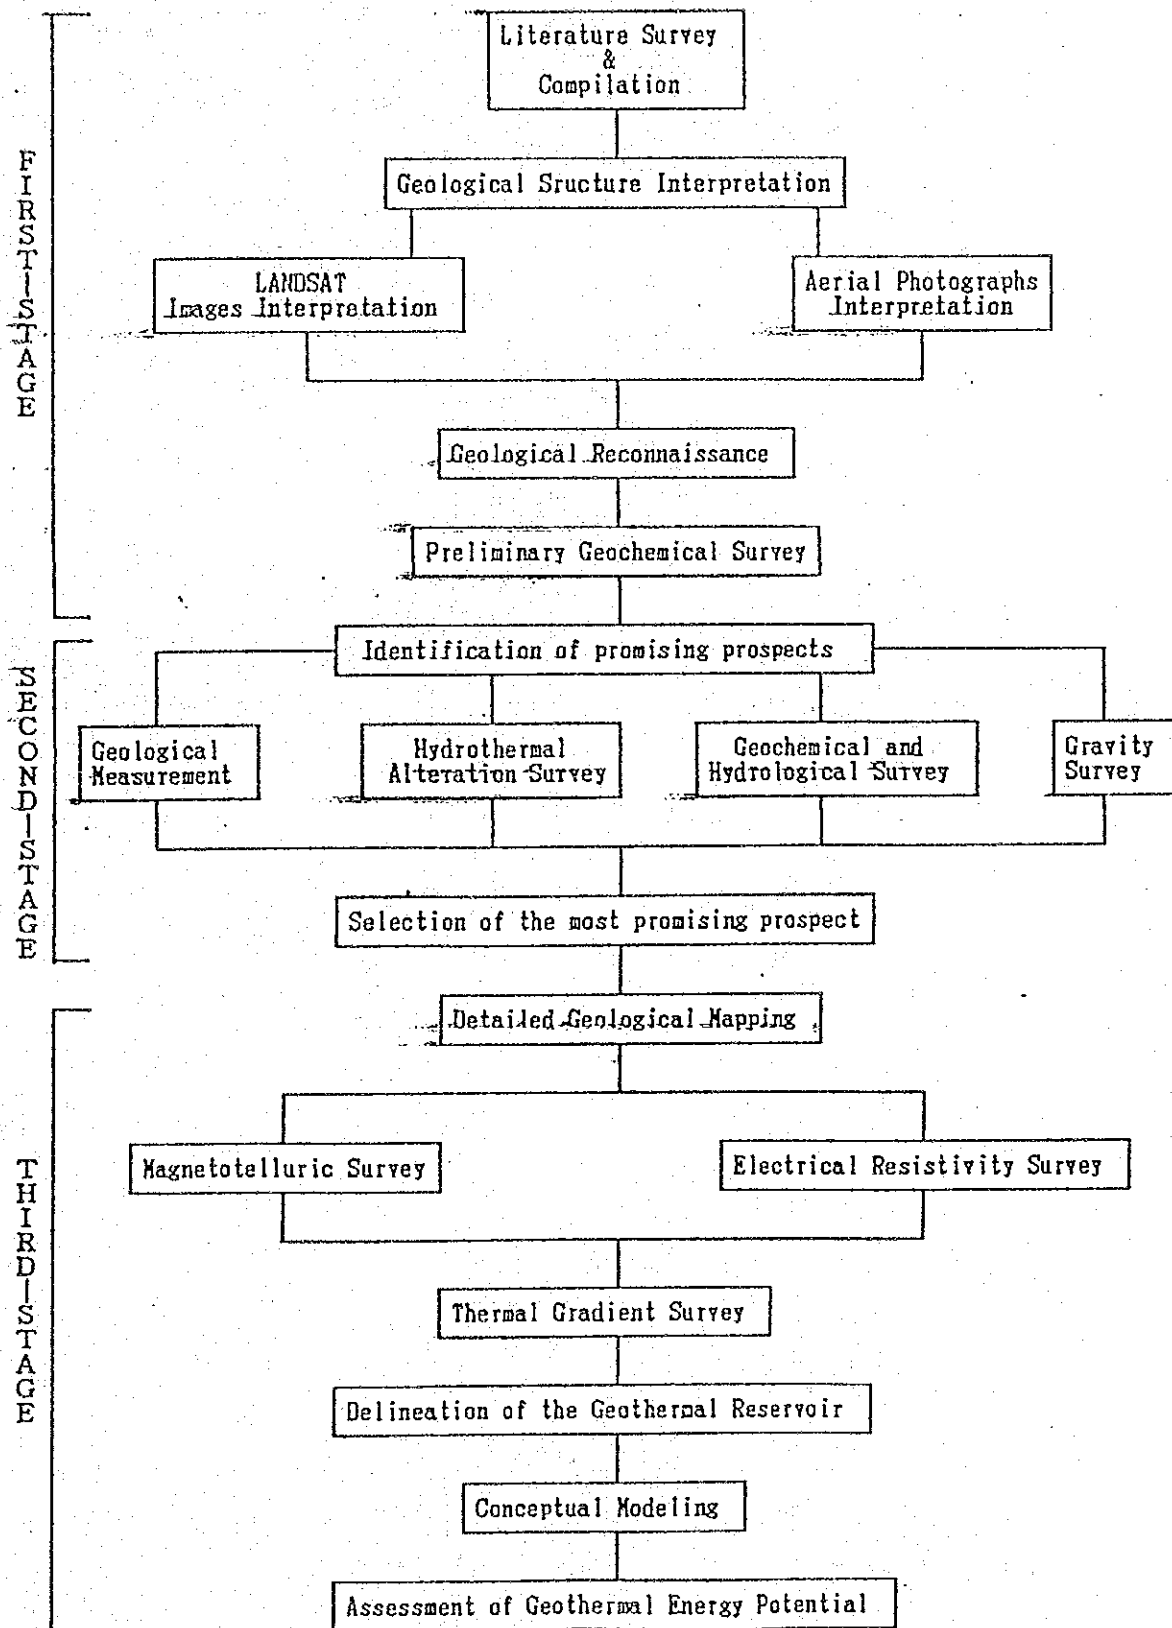 FIRST STAGE
Literature Survey
&
Compilation
Geological Sructure Interpretation
LANDSAT
Images Interpretation
Aerial Photographs
Interpretation
Geological Reconnaissance
Preliminary Geochemical Survey
SECOND STAGE
Identification of promising prospects
Geological
Measurement
Hydrothermal
Alteration Survey
Geochemical and
Hydrological Survey
Gravity
Survey
Selection of the most promising prospect
THIRD STAGE
Detailed Geological Mapping
Magnetotelluric Survey
Electrical Resistivity Survey
Thermal Gradient Survey
Delineation of the Geothermal Reservoir
Conceptual Modeling
Assessment of Geothermal Energy Potential